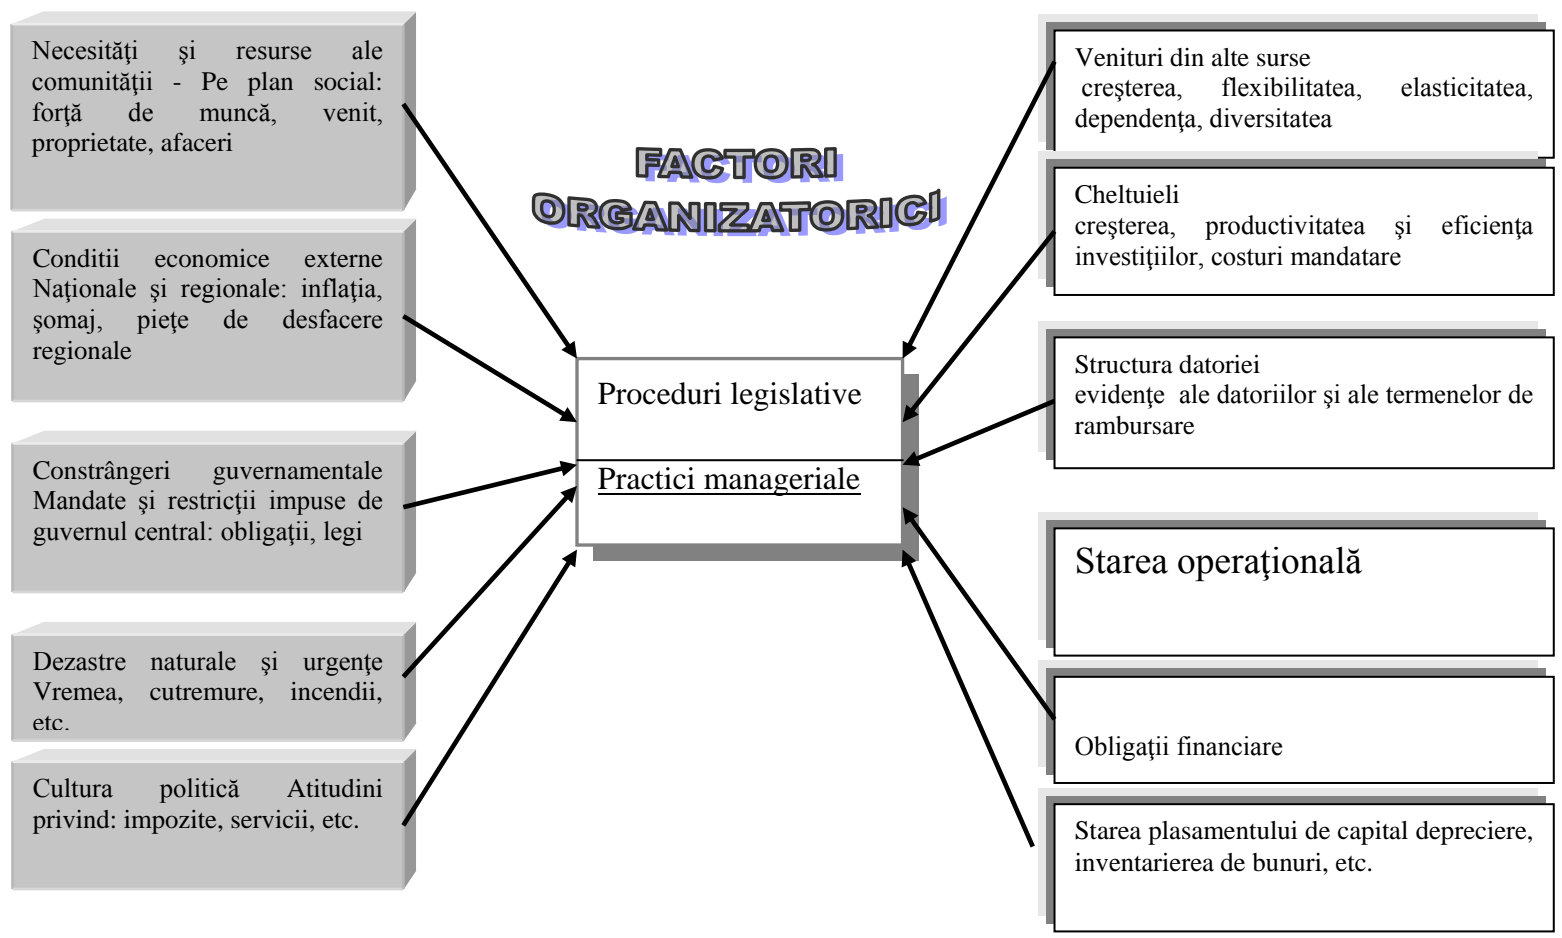 Necesităţi şi resurse ale
comunităţii - Pe plan social:
forţă de muncă, venit,
proprietate, afaceri
Conditii economice externe
Naţionale şi regionale: inflaţia,
şomaj, pieţe de desfacere
regionale
Constrângeri guvernamentale
Mandate şi restricţii impuse de
guvernul central: obligaţii, legi
Dezastre naturale şi urgenţe
Vremea, cutremure, incendii,
etc.
Cultura politică Atitudini
privind: impozite, servicii, etc.
FACTORI
ORGANIZATORICI
Proceduri legislative
Practici manageriale
Venituri din alte surse
creşterea, flexibilitatea, elasticitatea,
dependenţa, diversitatea
Cheltuieli
creşterea, productivitatea şi eficienţa
investiţiilor, costuri mandatare
Structura datoriei
evidenţe ale datoriilor şi ale termenelor de
rambursare
Starea operaţională
Obligaţii financiare
Starea plasamentului de capital depreciere,
inventarierea de bunuri, etc.